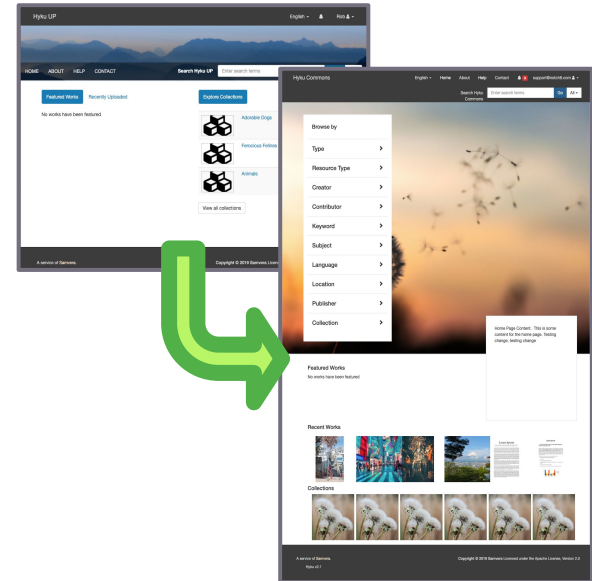 Hyku UP
English
Rob
HOME ABOUT HELP CONTACT
Search Hyku UP
Enter search terms
Featured Works
Recently Uploaded
Explore Collections
No works have been featured
Adorable Dogs
Ferocious Felines
Animals
View all collections
A service of Samvera.
Copyright © 2019 Samvera Licen
Hyku Commons
English
Home
About
Help
Contact
support@notch8.com
Search Hyku Commons
Enter search terms
Go
All
Browse by
Type
Resource Type
Creator
Contributor
Keyword
Subject
Language
Location
Publisher
Collection
Home Page Content. This is some
content for the home page. Testing
change, testing change
Featured Works
No works have been featured
Recent Works
Collections
A service of Samvera.
Copyright © 2019 Samvera Licensed under the Apache License, Version 2.0
Hyku v2.1